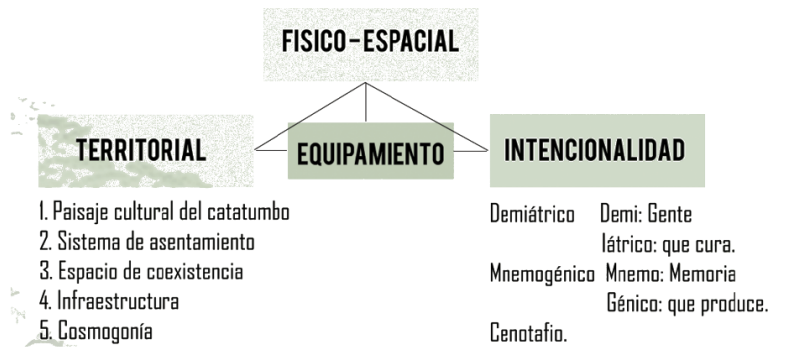 FISICO – ESPACIAL
TERRITORIAL
EQUIPAMIENTO
INTENCIONALIDAD
1. Paisaje cultural del catatumbo
2. Sistema de asentamiento
3. Espacio de coexistencia
4. Infraestructura
5. Cosmogonía
Demiátrico Demi: Gente
Iátrico: que cura.
Mnemogénico Mnemo: Memoria
Génico: que produce.
Cenotafio.